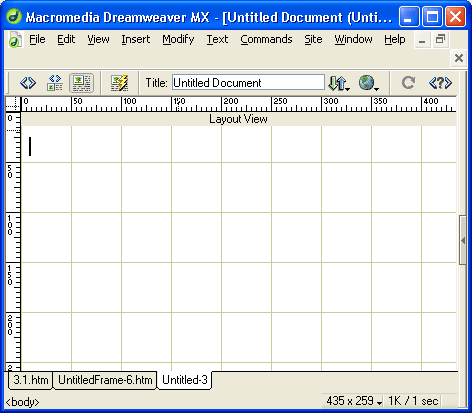 Macromedia Dreamweaver MX - [Untitled Document (Unti...
File Edit View Insert Modify Text Commands Site Window Help
Title: Untitled Document
0 50 100 150 200 250 300 350 400
Layout View
0
50
100
150
200
2
3.1.htm UntitledFrame-6.htm Untitled-3
<body> 435 x 259 1K / 1 sec